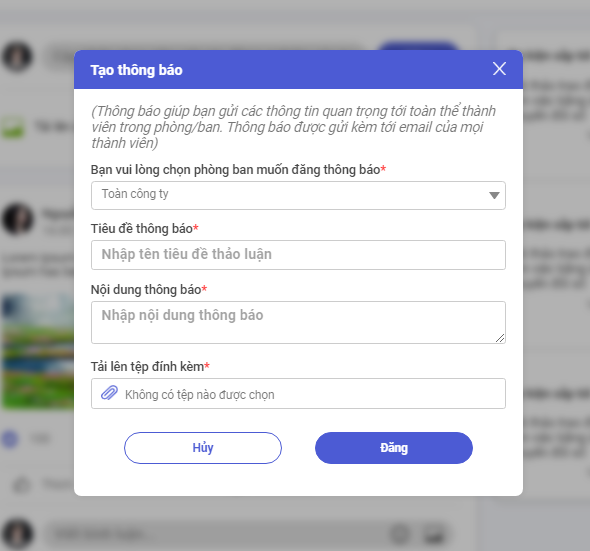 Tạo thông báo
(Thông báo giúp bạn gửi các thông tin quan trọng tới toàn thể thành
viên trong phòng/ban. Thông báo được gửi kèm tới email của mọi
thành viên)
Bạn vui lòng chọn phòng ban muốn đăng thông báo*
Toàn công ty
Tiêu đề thông báo*
Nhập tên tiêu đề thảo luận
Nội dung thông báo*
Nhập nội dung thông báo
Tải lên tệp đính kèm*
Không có tệp nào được chọn
Hủy
Đăng